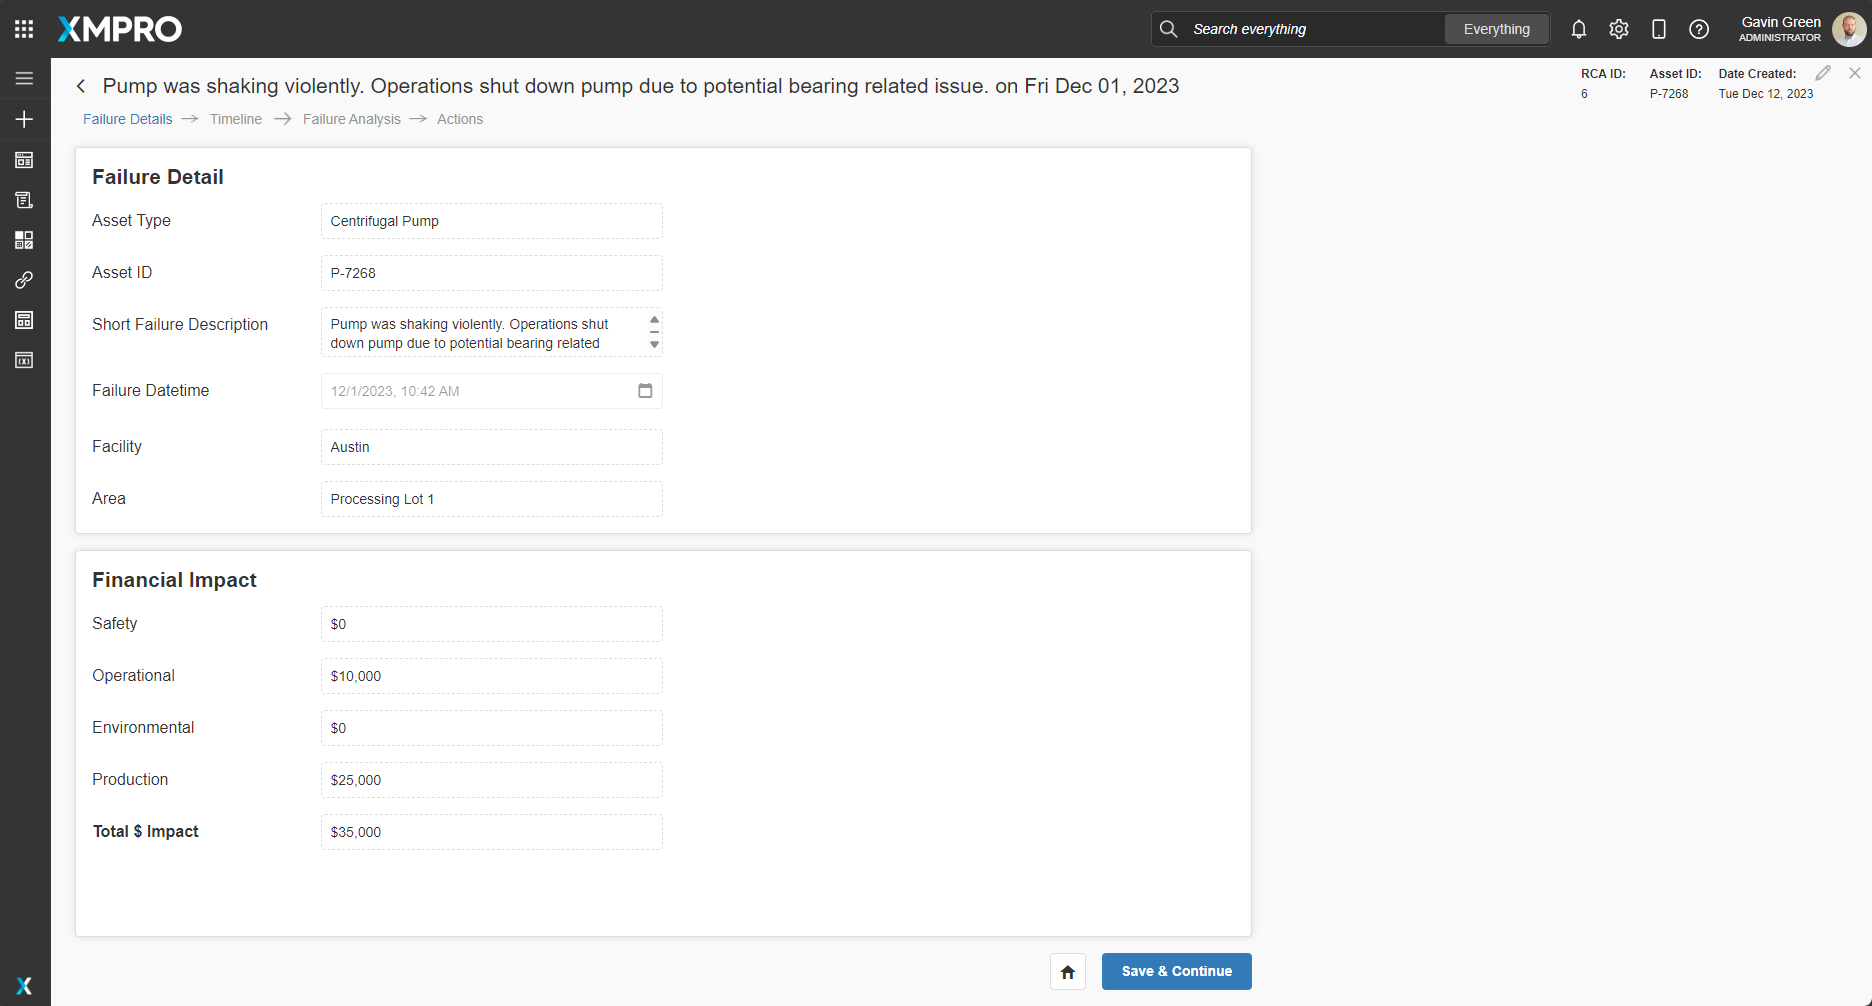 XMPRO
Search everything
Everything
Gavin Green
ADMINISTRATOR
Pump was shaking violently. Operations shut down pump due to potential bearing related issue. on Fri Dec 01, 2023
RCA ID:
6
Asset ID:
P-7268
Date Created:
Tue Dec 12, 2023
Failure Details
Timeline
Failure Analysis
Actions
Failure Detail
Asset Type
Centrifugal Pump
Asset ID
P-7268
Short Failure Description
Pump was shaking violently. Operations shut
down pump due to potential bearing related
Failure Datetime
12/1/2023, 10:42 AM
Facility
Austin
Area
Processing Lot 1
Financial Impact
Safety
$0
Operational
$10,000
Environmental
$0
Production
$25,000
Total $ Impact
$35,000
Save & Continue